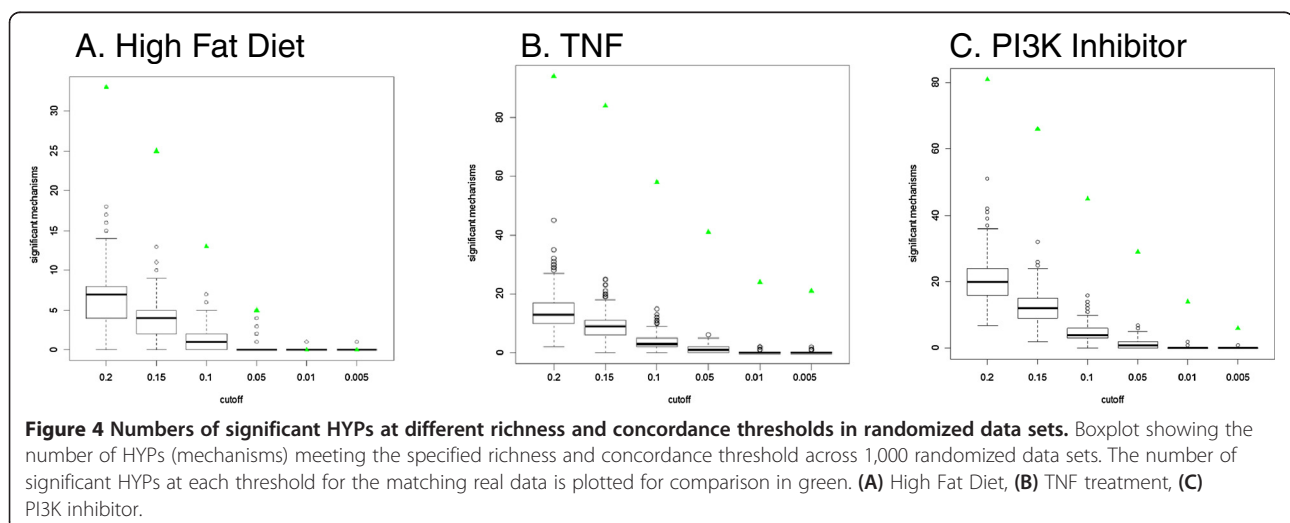 A. High Fat Diet
B. TNF
C. PI3K Inhibitor
significant mechanisms
30
25
20
15
10
5
0
0.2 0.15 0.1 0.05 0.01 0.005
cutoff
significant mechanisms
80
60
40
20
0
0.2 0.15 0.1 0.05 0.01 0.005
cutoff
significant mechanisms
80
60
40
20
0
0.2 0.15 0.1 0.05 0.01 0.005
cutoff
Figure 4 Numbers of significant HYPs at different richness and concordance thresholds in randomized data sets. Boxplot showing the
number of HYPs (mechanisms) meeting the specified richness and concordance threshold across 1,000 randomized data sets. The number of
significant HYPs at each threshold for the matching real data is plotted for comparison in green. (A) High Fat Diet, (B) TNF treatment, (C)
PI3K inhibitor.